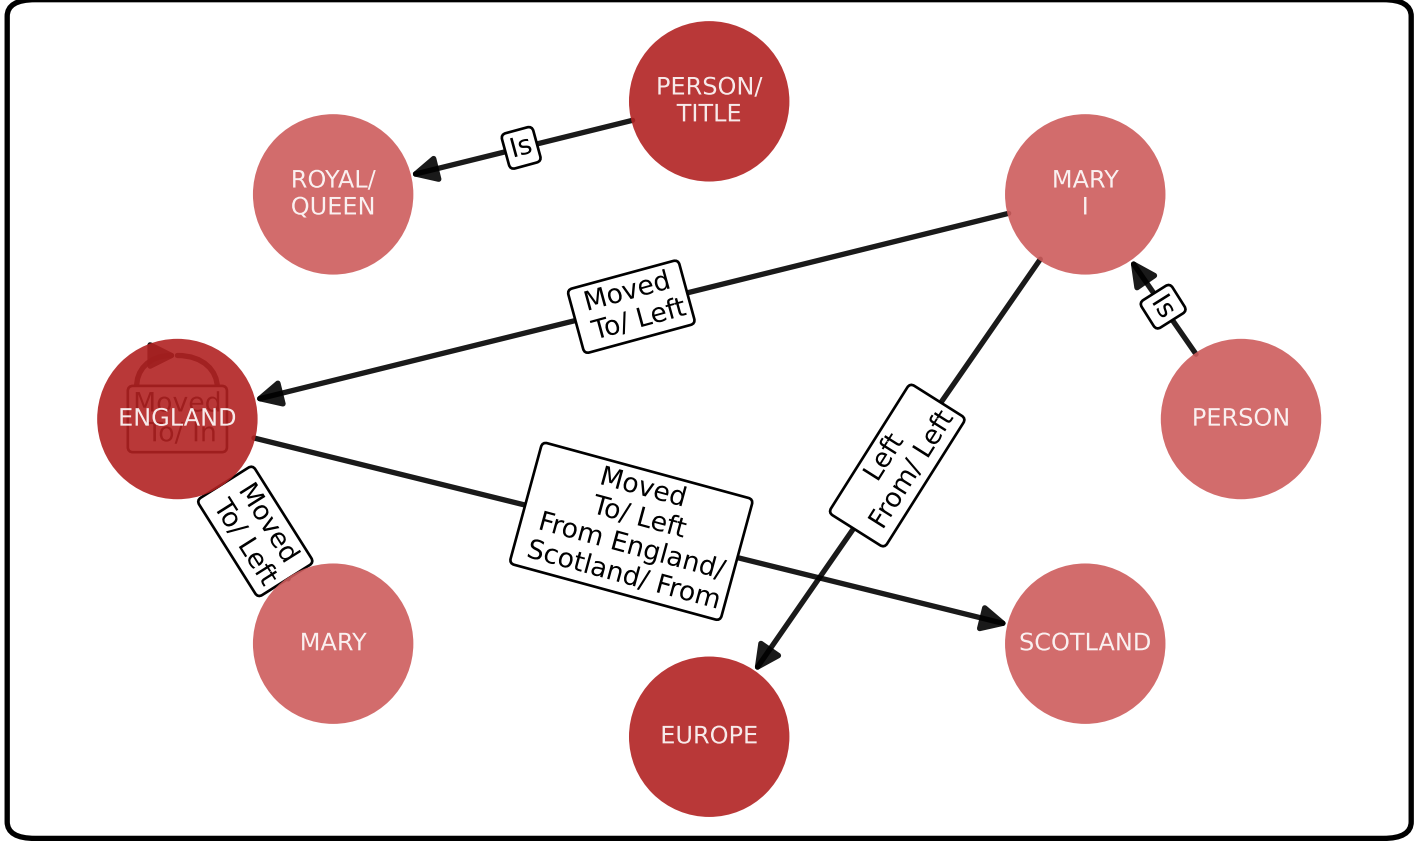 PERSON/
TITLE
Is
ROYAL/
QUEEN
MARY
I
Moved
To/ Left
Is
Moved
To/ In
ENGLAND
PERSON
Left
From/ Left
Moved
To/ Left
Moved
To/ Left
From England/
Scotland/ From
MARY
SCOTLAND
EUROPE